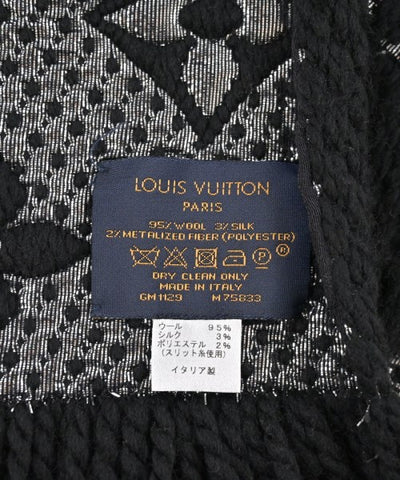 LOUIS VUITTON
PARIS
95% WOOL 3% SILK
2% METALIZED FIBER (POLYESTER)
P ®
DRY CLEAN ONLY
MADE IN ITALY
GM1129 M75833
ウール 95%
シルク 3%
ポリエステル 2%
(スリット糸使用)
イタリア製